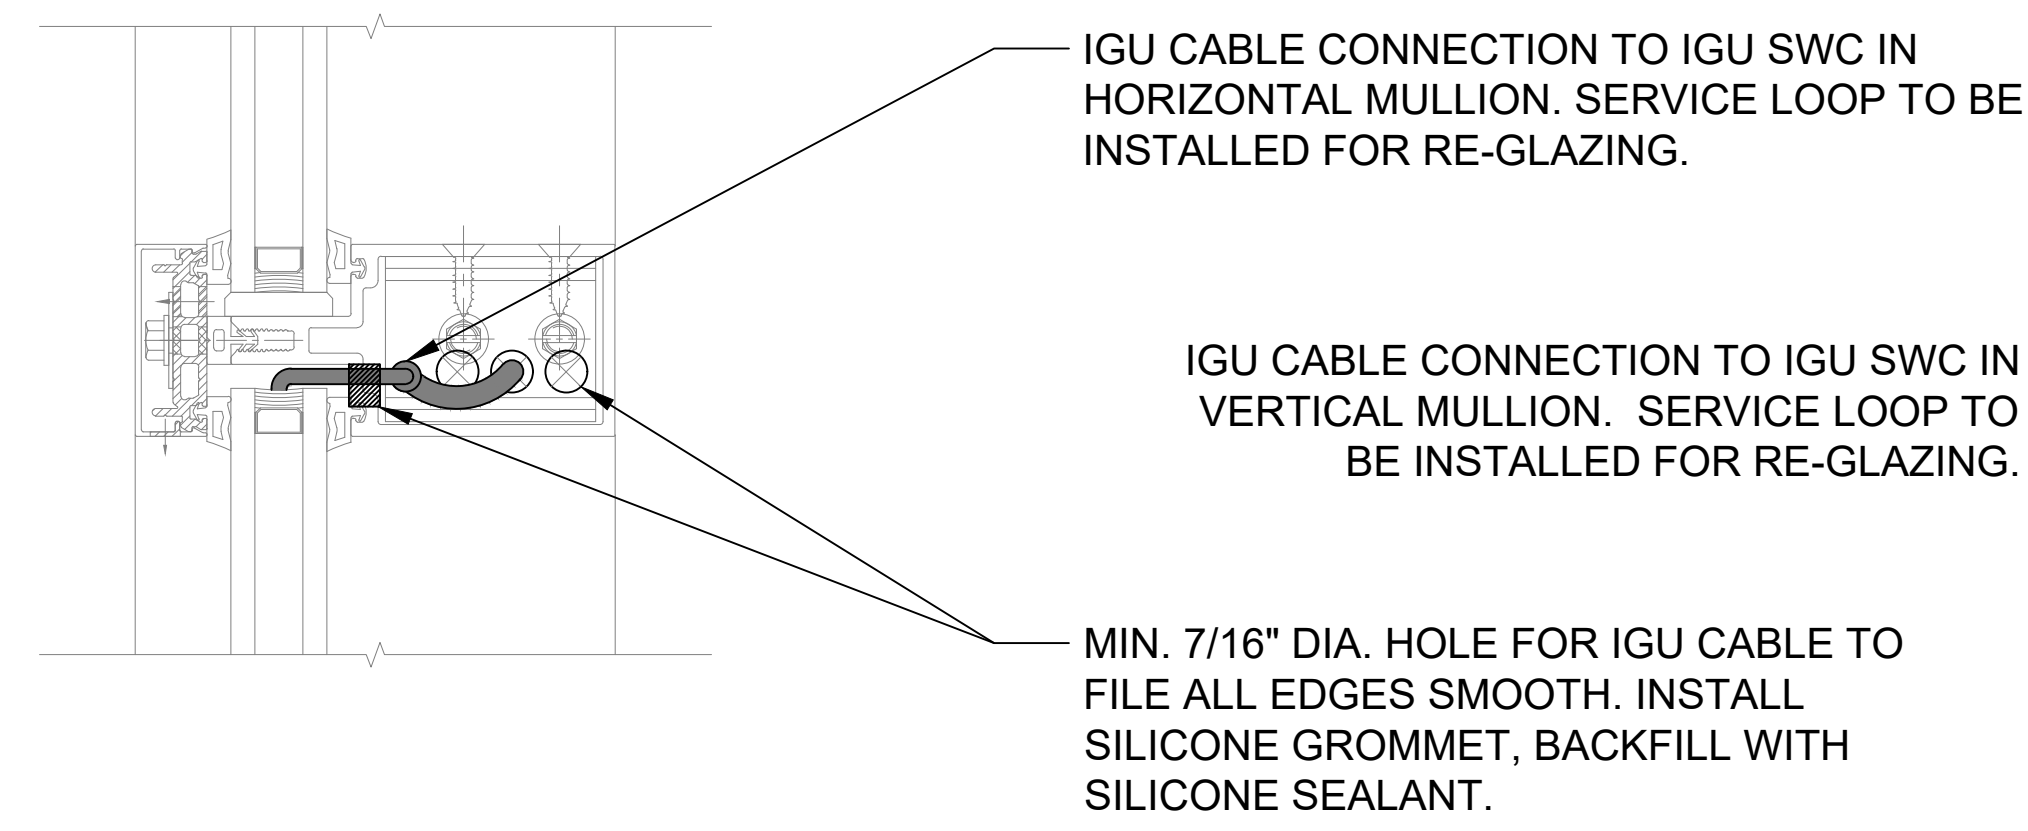 IGU CABLE CONNECTION TO IGU SWC IN
HORIZONTAL MULLION. SERVICE LOOP TO BE
INSTALLED FOR RE-GLAZING.
IGU CABLE CONNECTION TO IGU SWC IN
VERTICAL MULLION.  SERVICE LOOP TO
BE INSTALLED FOR RE-GLAZING.
MIN. 7/16" DIA. HOLE FOR IGU CABLE TO
FILE ALL EDGES SMOOTH. INSTALL
SILICONE GROMMET, BACKFILL WITH
SILICONE SEALANT.